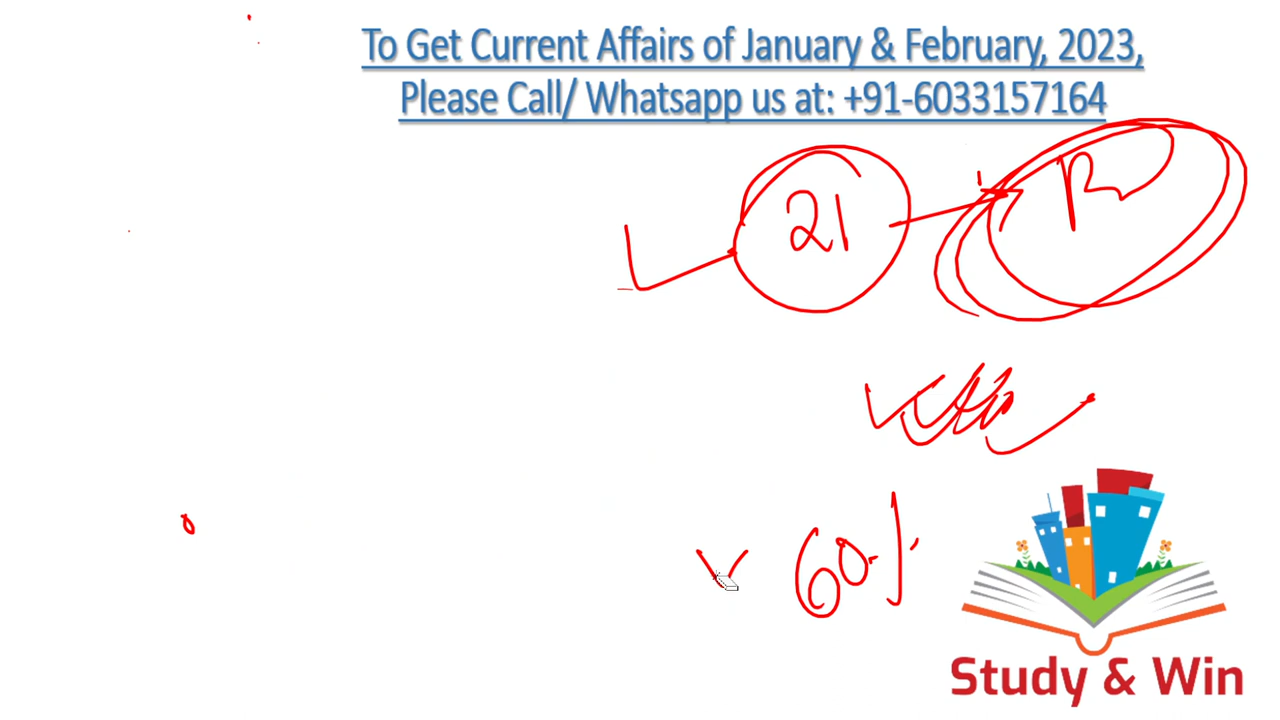 To Get Current Affairs of January & February, 2023,
Please Call/ Whatsapp us at: +91-6033157164
21
60%
Study & Win